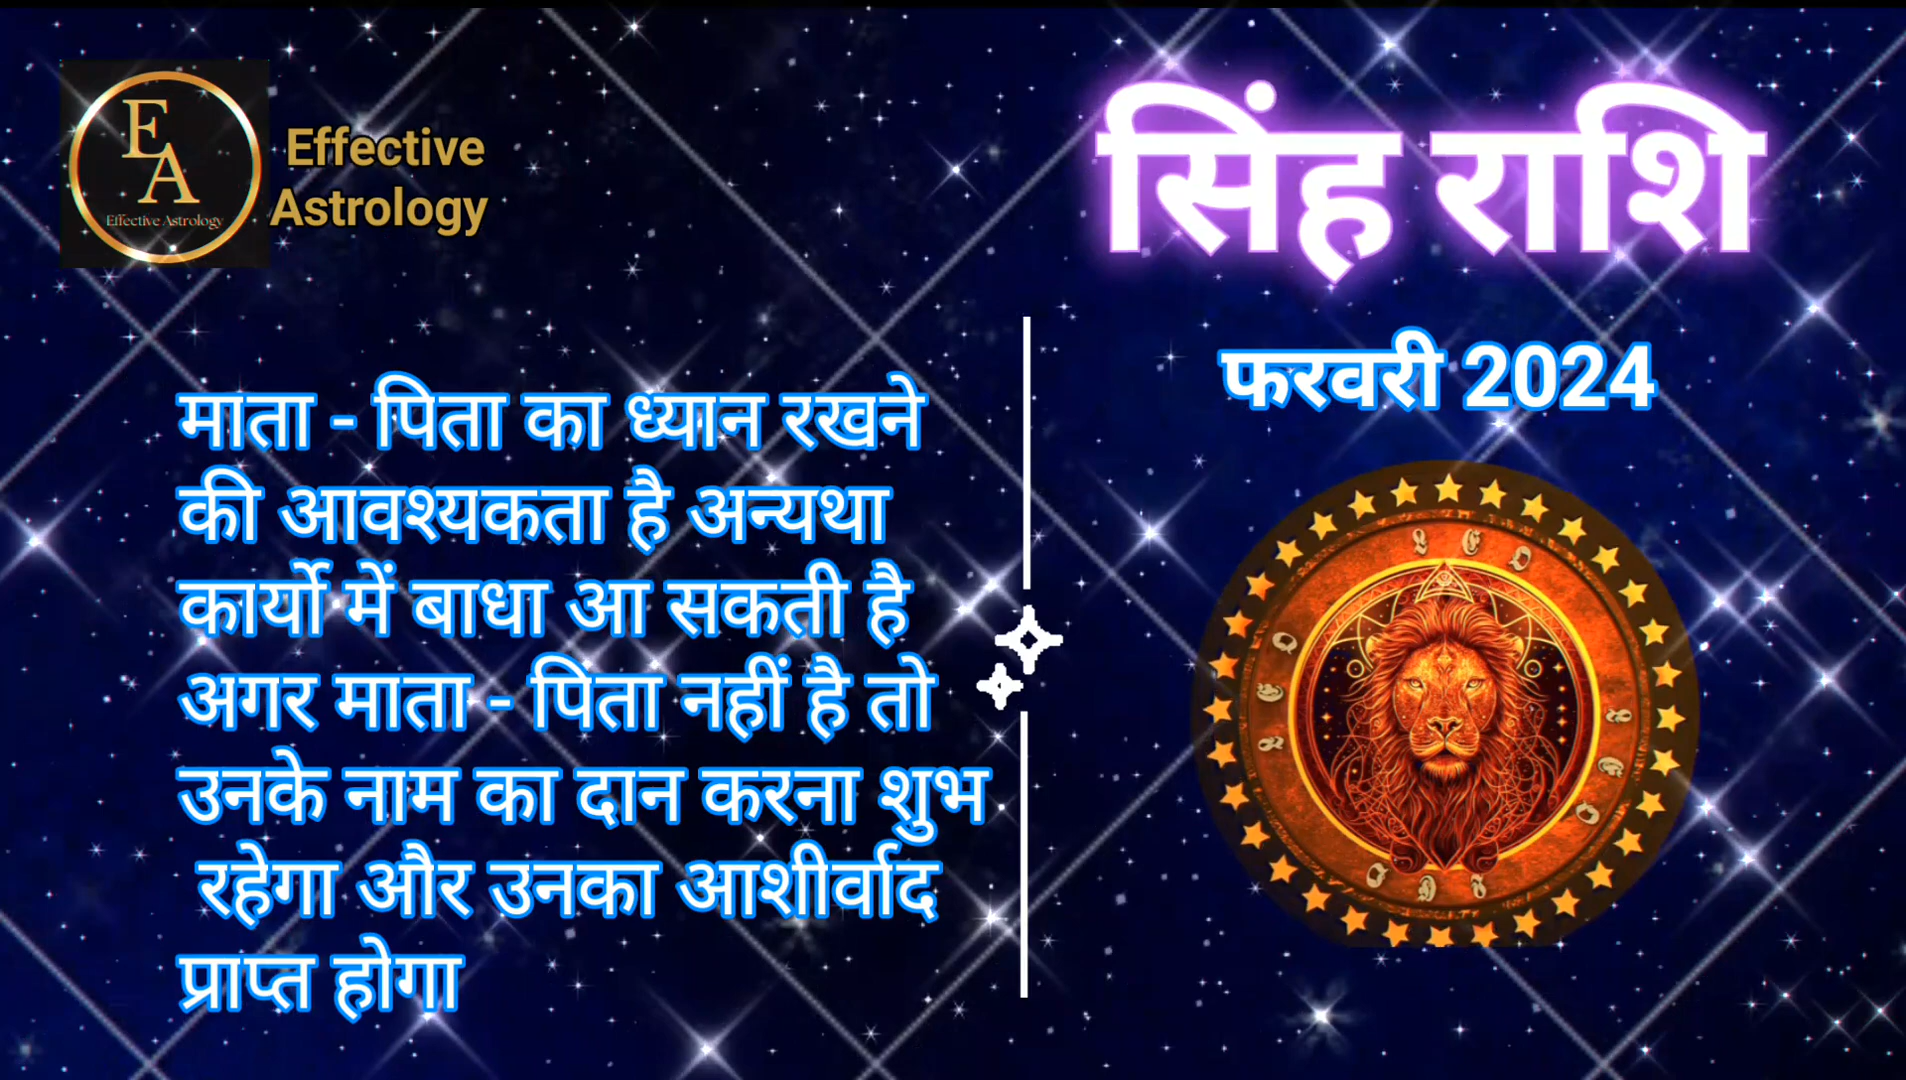 E
A
Effective Astrology
Effective
Astrology
सिंह राशि
फरवरी 2024
माता - पिता का ध्यान रखने
की आवश्यकता है अन्यथा
कार्यो में बाधा आ सकती है
अगर माता - पिता नहीं है तो
उनके नाम का दान करना शुभ
रहेगा और उनका आशीर्वाद
प्राप्त होगा